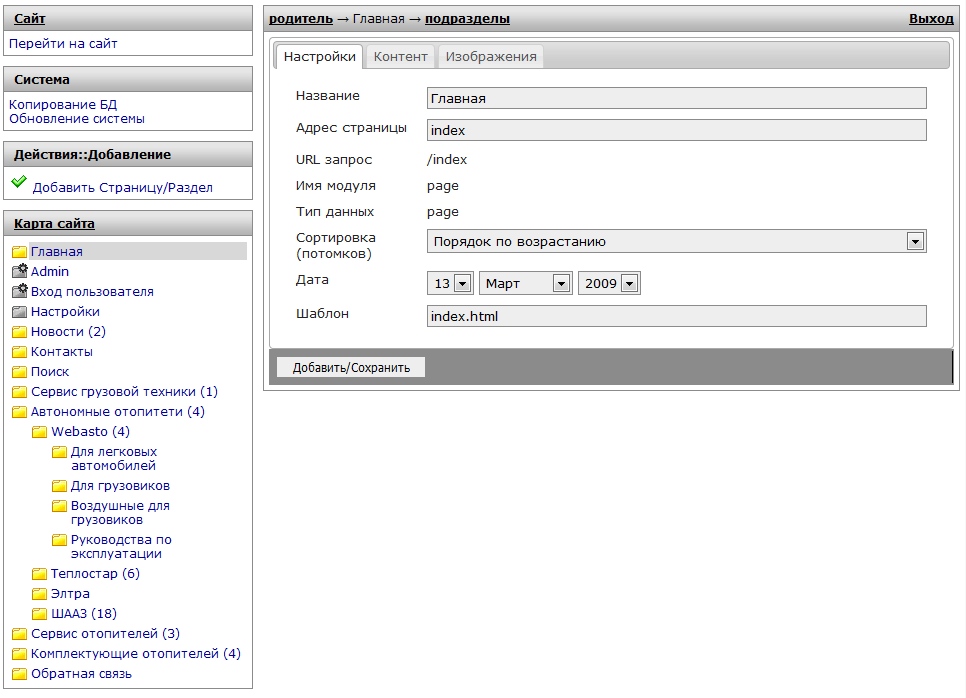 Сайт
Перейти на сайт
Система
Копирование БД
Обновление системы
Действия::Добавление
Добавить Страницу/Раздел
Карта сайта
Главная
Admin
Вход пользователя
Настройки
Новости (2)
Контакты
Поиск
Сервис грузовой техники (1)
Автономные отопитети (4)
Webasto (4)
Для легковых
автомобилей
Для грузовиков
Воздушные для
грузовиков
Руководства по
эксплуатации
Теплостар (6)
Элтра
ШААЗ (18)
Сервис отопителей (3)
Комплектующие отопителей (4)
Обратная связь
родитель → Главная → подразделы Выход
Настройки Контент Изображения
Название Главная
Адрес страницы index
URL запрос /index
Имя модуля page
Тип данных page
Сортировка
(потомков) Порядок по возрастанию
Дата 13 Март 2009
Шаблон index.html
Добавить/Сохранить